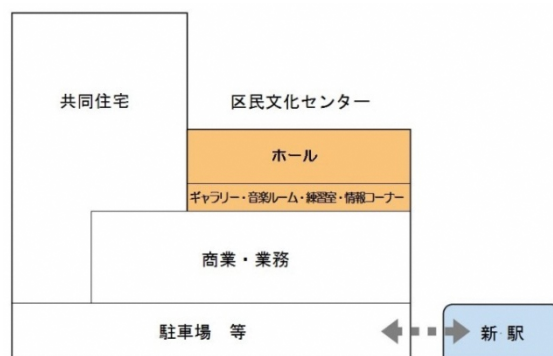 共同住宅
区民文化センター
ホール
ギャラリー・音楽ルーム・練習室・情報コーナー
商業・業務
駐車場 等
新駅